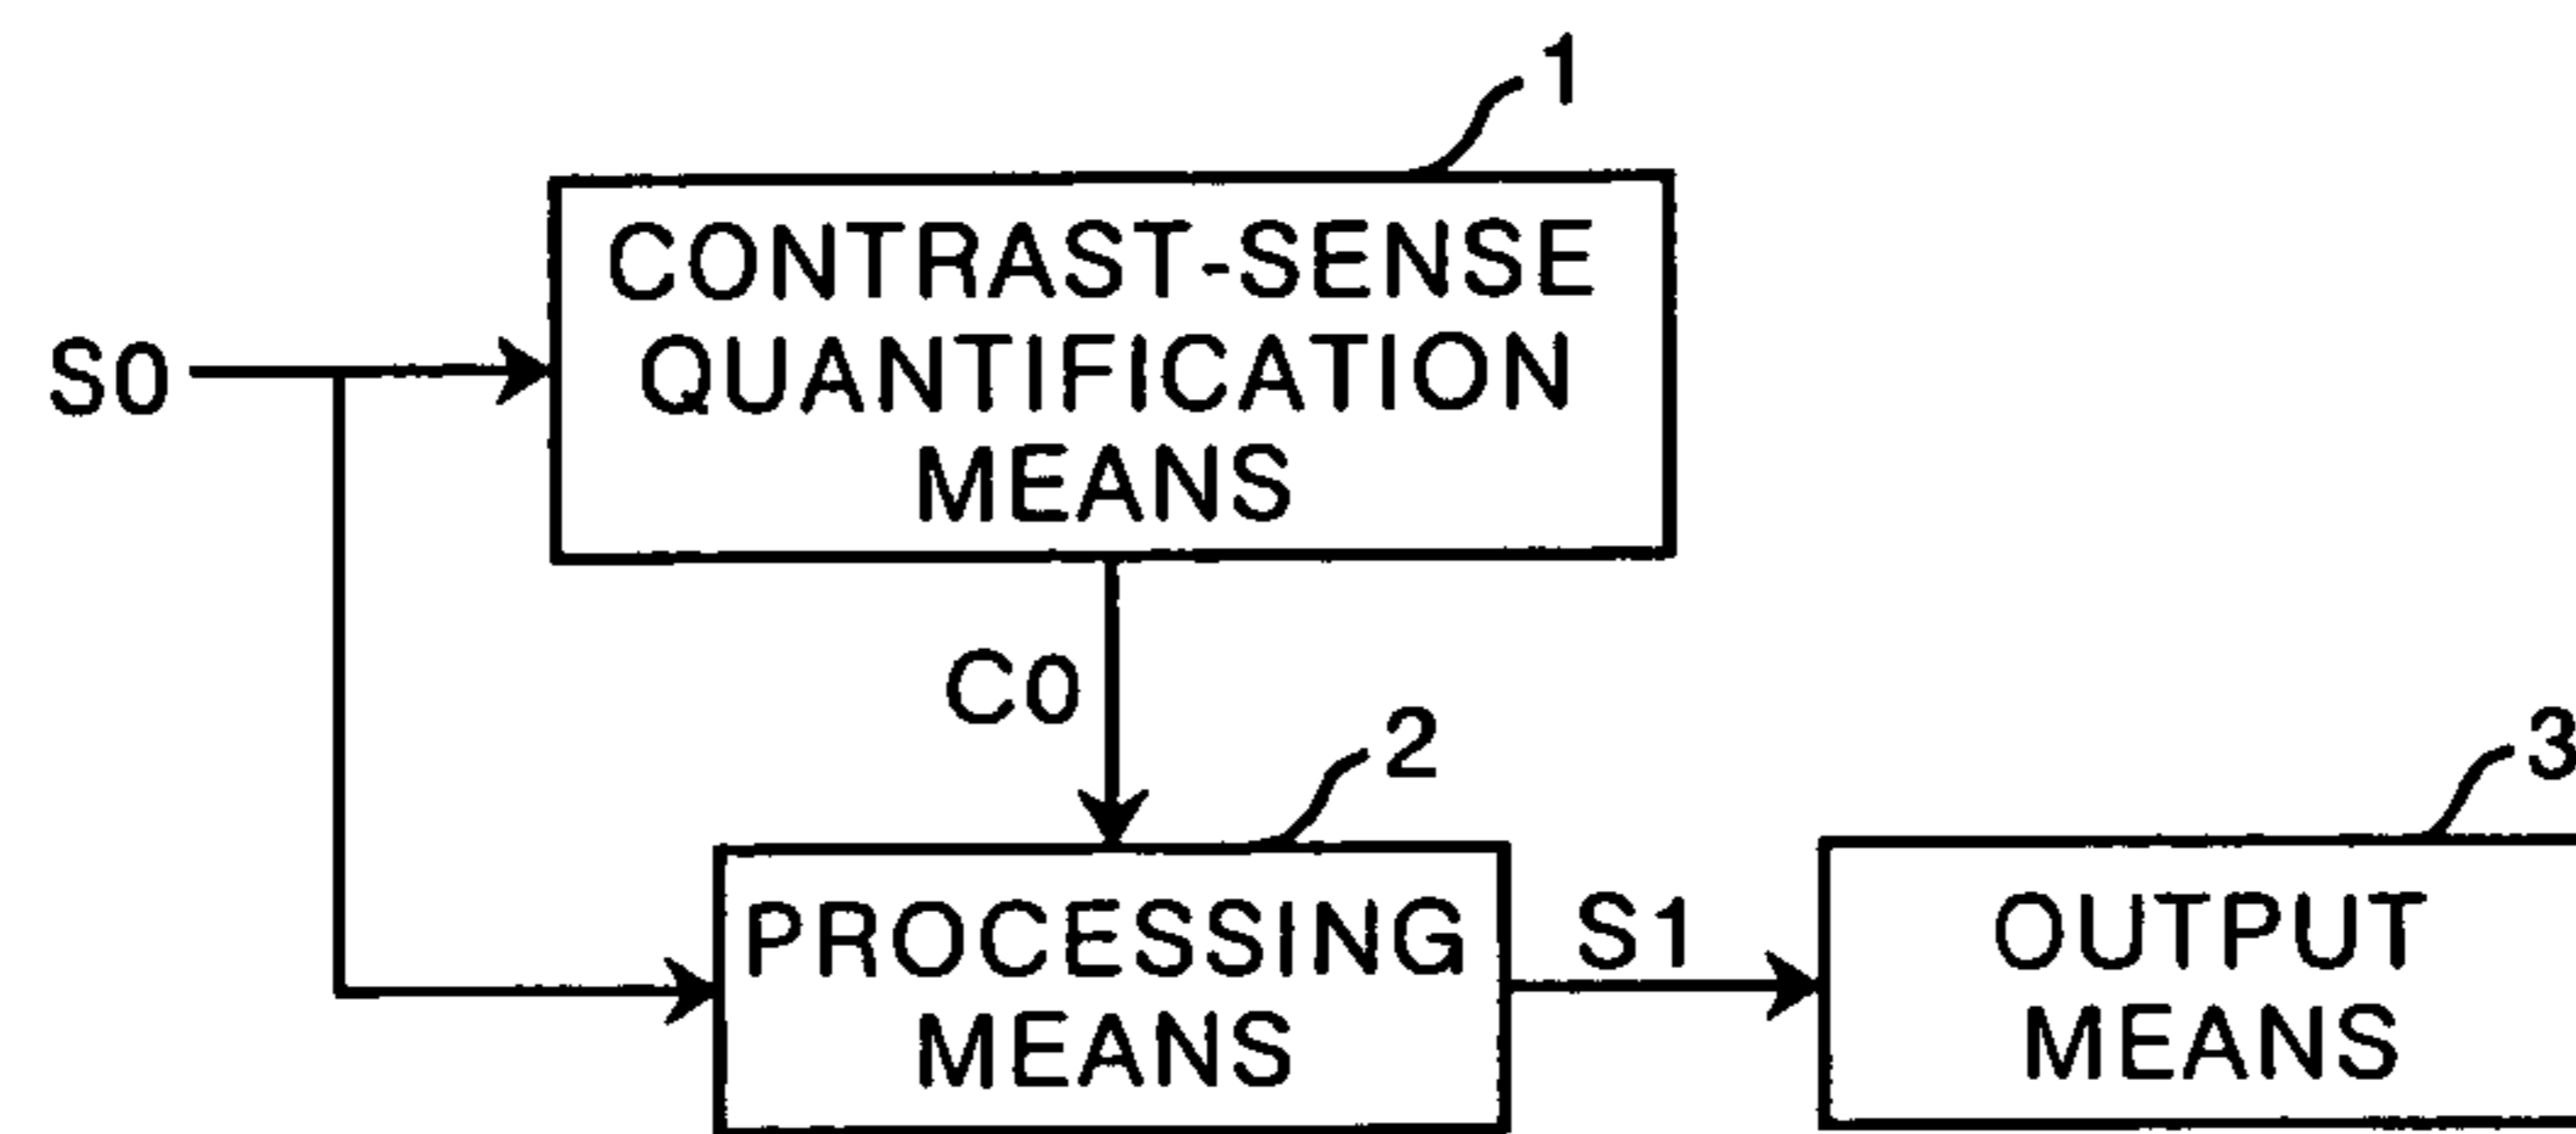 1
CONTRAST-SENSE
QUANTIFICATION
MEANS
S0
C0
2
3
PROCESSING
MEANS
S1
OUTPUT
MEANS